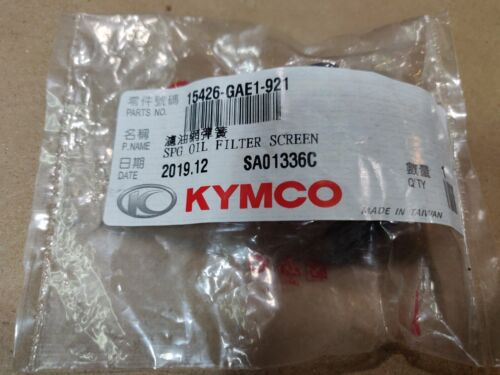 零件號碼 15426-GAE1-921
PARTS NO.
名稱 濾油網彈簧
P.NAME SPG OIL FILTER SCREEN
日期 2019.12 SA01336C 數量
DATE Q'TY
KYMCO
MADE IN TAIWAN